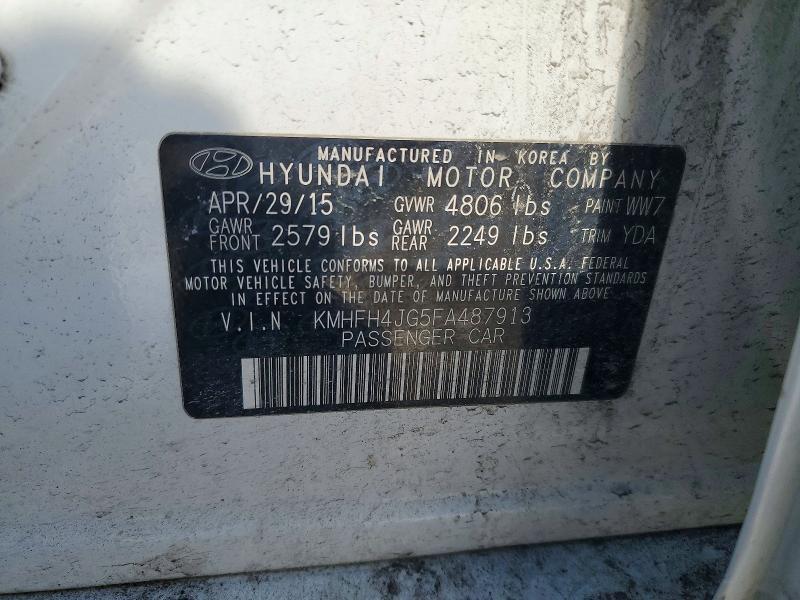 MANUFACTURED IN KOREA BY
HYUNDAI MOTOR COMPANY
APR/29/15 GVWR 4806 lbs PAINT WW7
GAWR FRONT 2579 lbs GAWR REAR 2249 lbs TRIM YDA
THIS VEHICLE CONFORMS TO ALL APPLICABLE U.S.A. FEDERAL
MOTOR VEHICLE SAFETY, BUMPER, AND THEFT PREVENTION STANDARDS
IN EFFECT ON THE DATE OF MANUFACTURE SHOWN ABOVE
V.I.N KMHFH4JG5FA487913
PASSENGER CAR